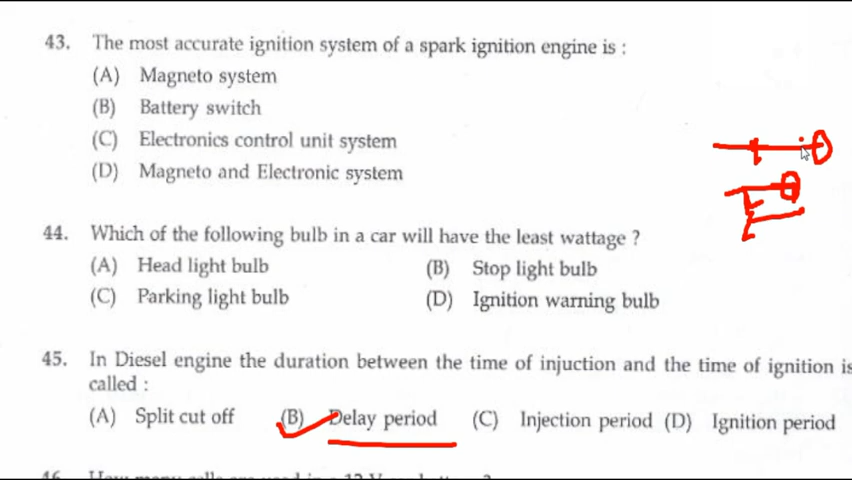 43. The most accurate ignition system of a spark ignition engine is :
(A) Magneto system
(B) Battery switch
(C) Electronics control unit system
(D) Magneto and Electronic system
44. Which of the following bulb in a car will have the least wattage ?
(A) Head light bulb (B) Stop light bulb
(C) Parking light bulb (D) Ignition warning bulb
45. In Diesel engine the duration between the time of injuction and the time of ignition is
called :
(A) Split cut off (B) Delay period (C) Injection period (D) Ignition period